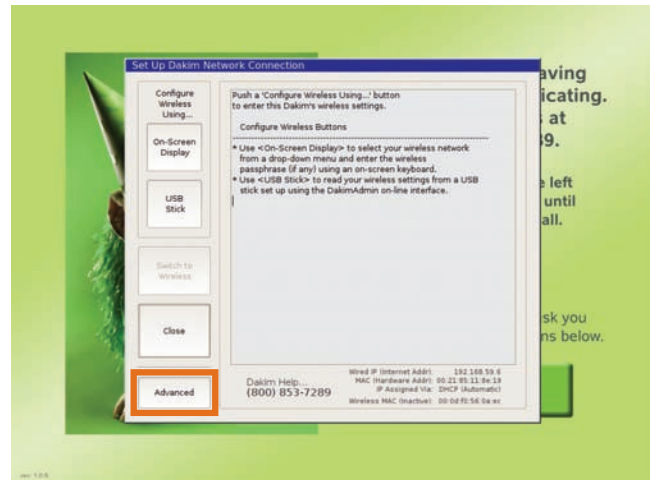 Set Up Dakim Network Connection
Configure
Wireless
Using...
On-Screen
Display
USB
Stick
Switch to
Wireless
Close
Advanced
Push a 'Configure Wireless Using...' button
to enter this Dakim's wireless settings.
Configure Wireless Buttons
* Use <On-Screen Display> to select your wireless network
from a drop-down menu and enter the wireless
passphrase (if any) using an on-screen keyboard.
* Use <USB Stick> to read your wireless settings from a USB
stick set up using the DakimAdmin on-line interface.
Dakim Help...
(800) 853-7289
Wired IP (Internet Addr): 192.168.59.6
MAC (Hardware Addr): 00:21:85:11:9e:19
IP Assigned Via: DHCP (Automatic)
Wireless MAC (Inactive): 00:0d:f0:56:0a:ec
aving
icating.
at
39.
left
until
all.
sk you
ns below.